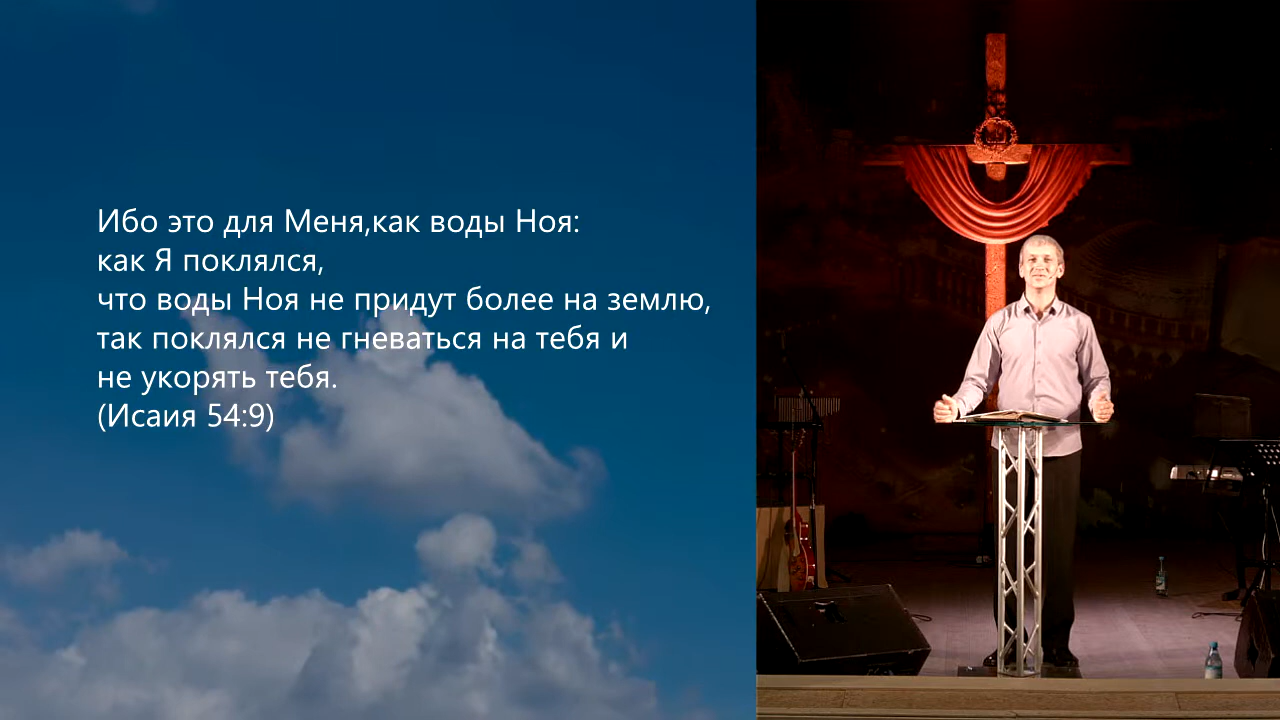 Ибо это для Меня,как воды Ноя:
как Я поклялся,
что воды Ноя не придут более на землю,
так поклялся не гневаться на тебя и
не укорять тебя.
(Исаия 54:9)